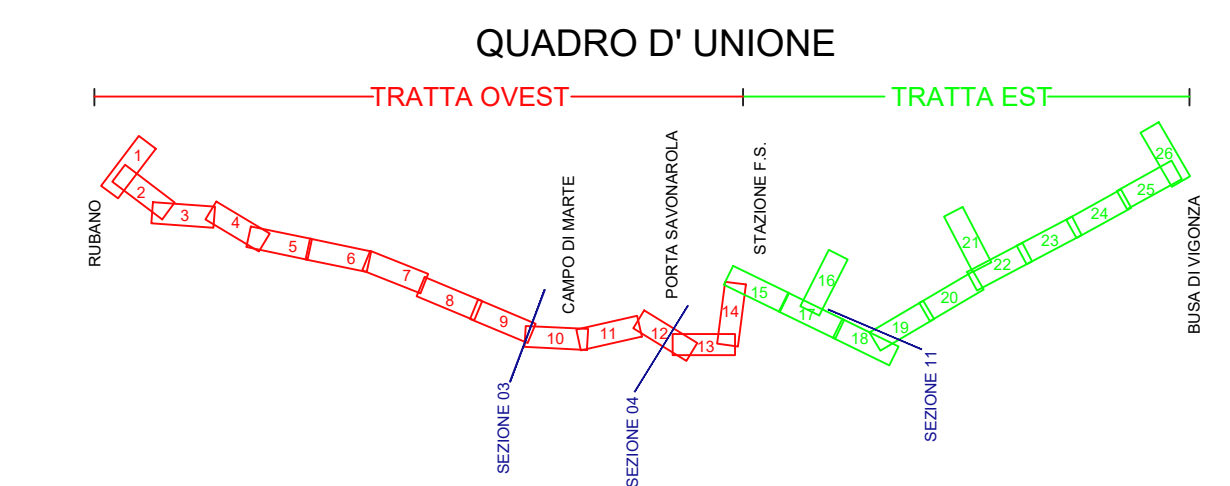 QUADRO D' UNIONE
TRATTA OVEST
TRATTA EST
RUBANO
CAMPO DI MARTE
PORTA SAVONAROLA
STAZIONE F.S.
BUSA DI VIGONZA
1
2
3
4
5
6
7
8
9
10
11
12
13
14
15
16
17
18
19
20
21
22
23
24
25
26
SEZIONE 03
SEZIONE 04
SEZIONE 11